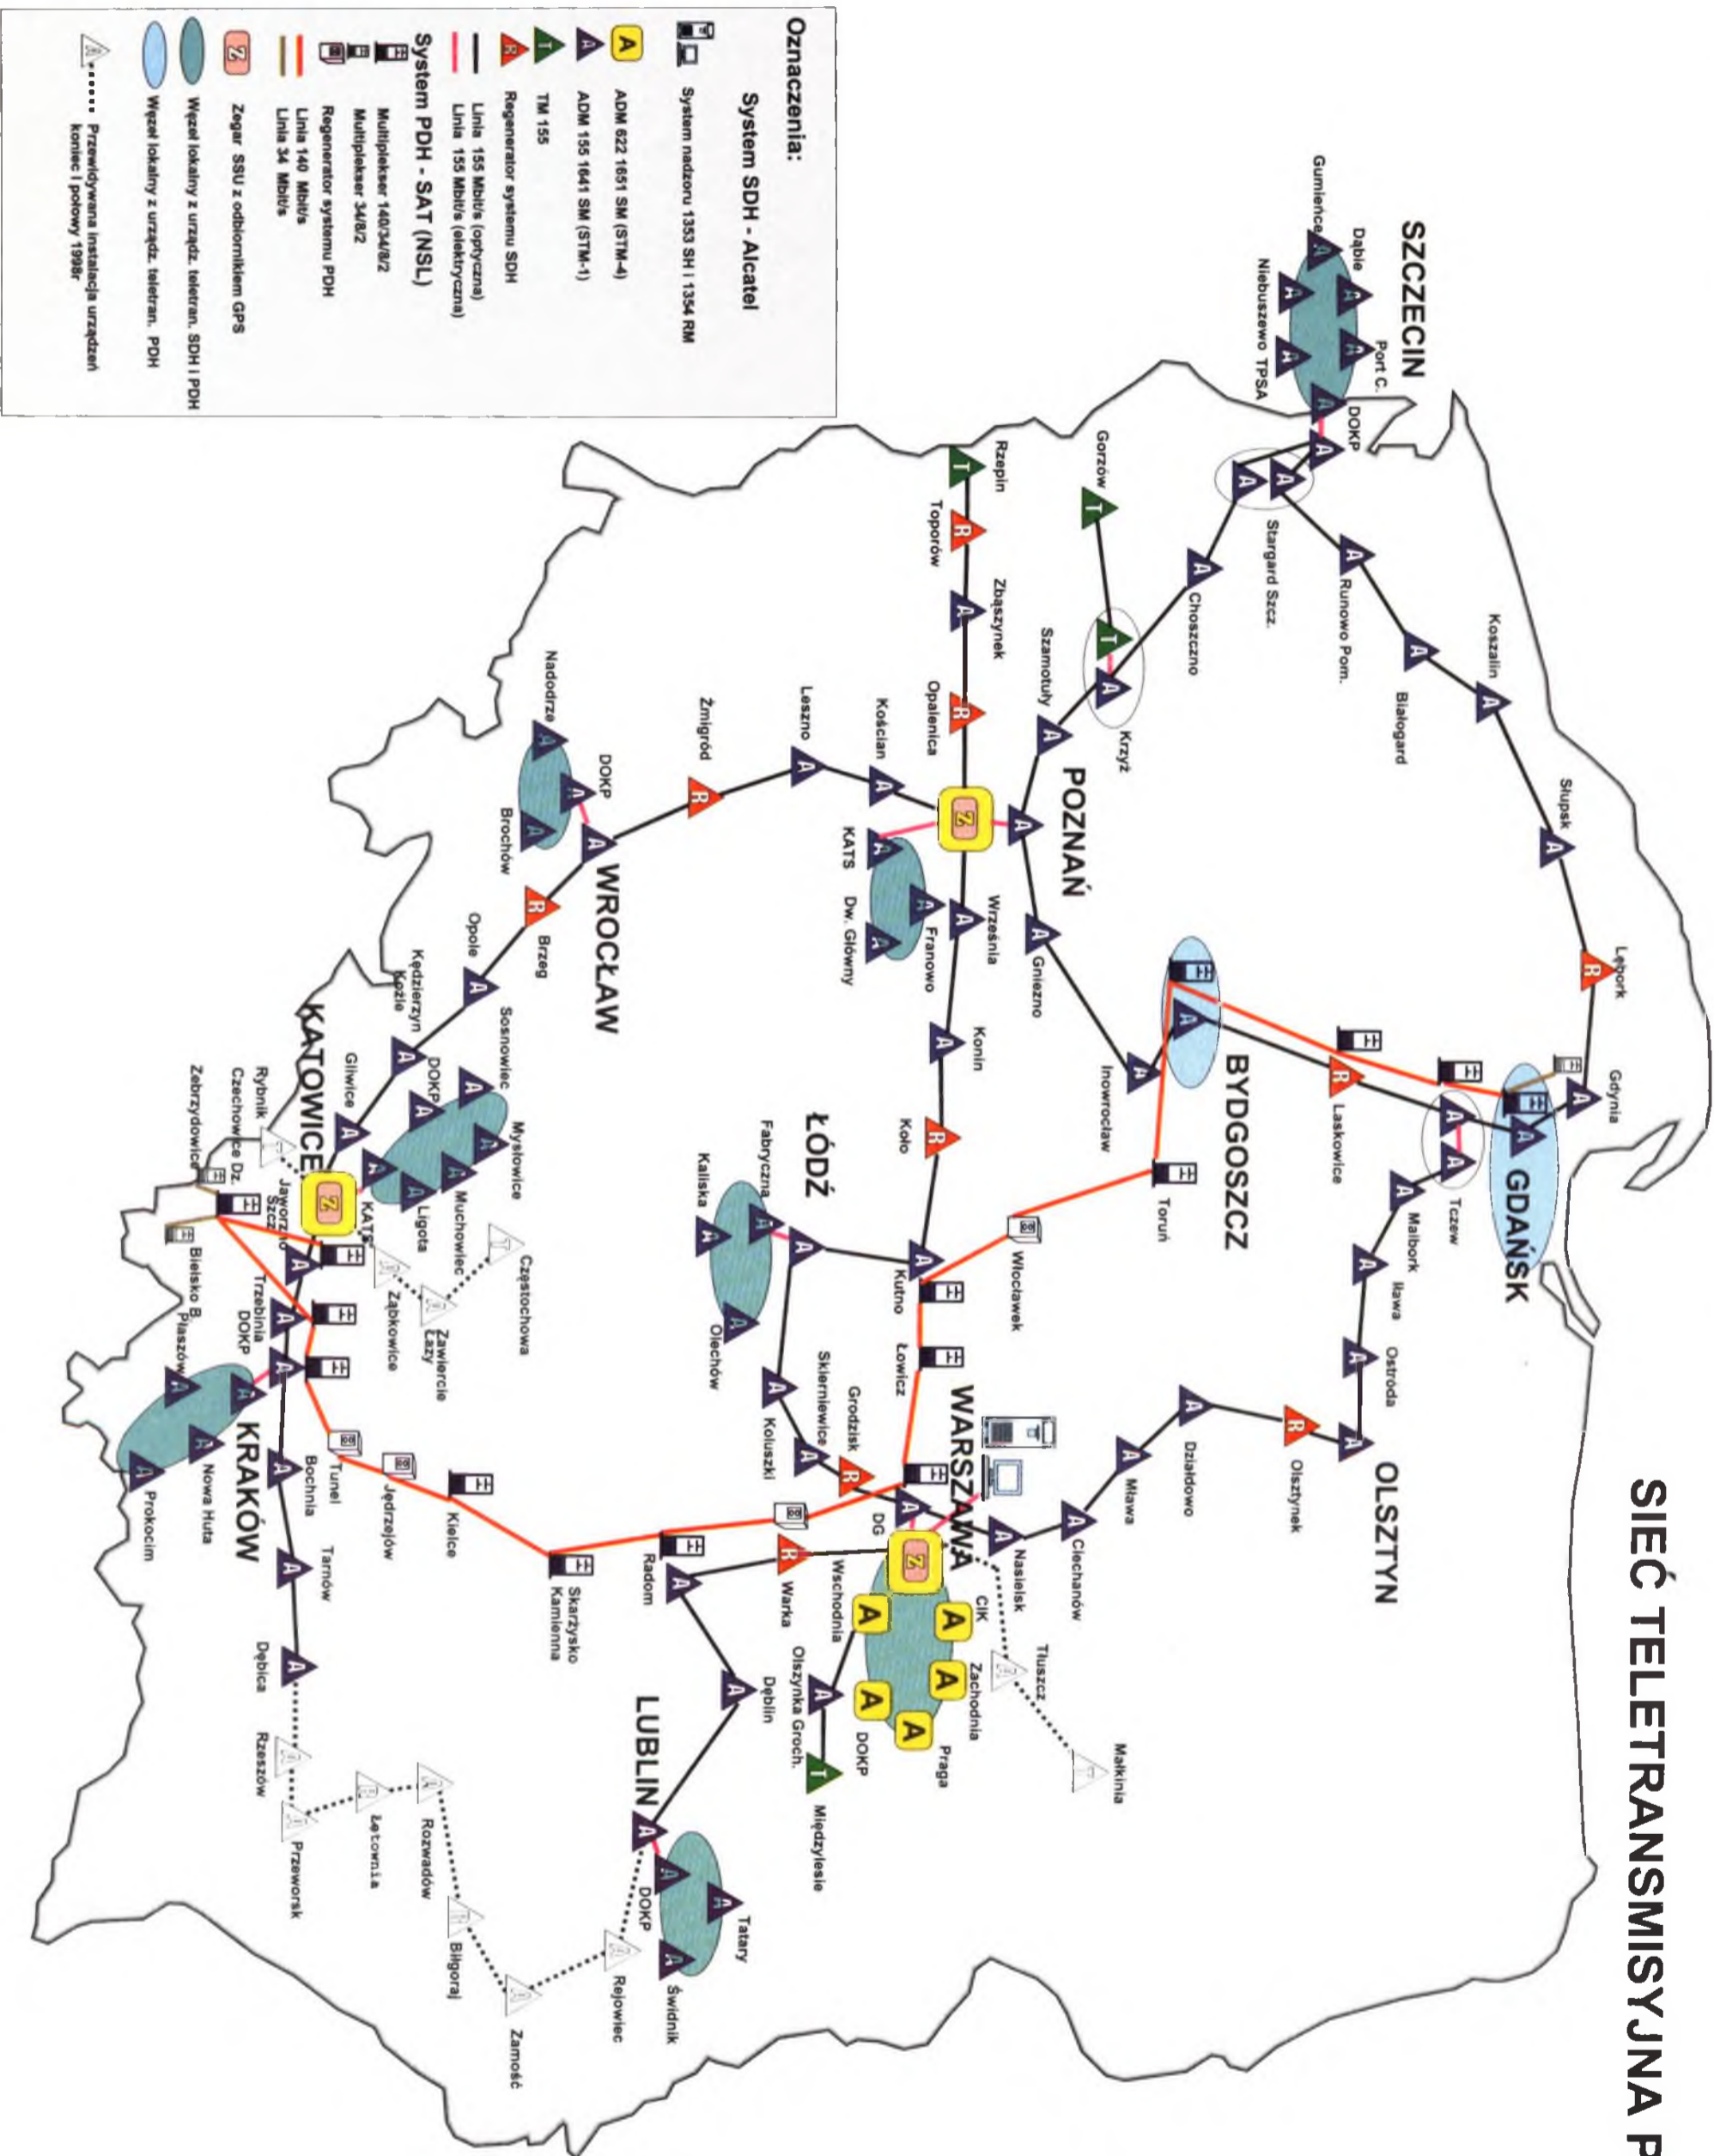 SIEĆ TELETRANSMISYJNA P
SZCZECIN
Gumieńce
Dąbie
Port C.
DOKP
Niebuszewo
TPSA
Stargard Szcz.
Runowo Pom.
Białogard
Koszalin
Słupsk
Lębork
Gdynia
GDAŃSK
Tczew
Malbork
Iława
Ostróda
OLSZTYN
Olsztynek
Działdowo
Mława
Ciechanów
Nasielsk
Laskowice
BYDGOSZCZ
Inowrocław
Toruń
Włocławek
Choszczno
Gorzów
Krzyż
Szamotuły
POZNAŃ
Gniezno
Rzepin
Toporów
Zbąszynek
Opalenica
Września
Konin
Koło
Kutno
Łowicz
KATS
Franowo
Dw. Główny
Kościan
Leszno
Żmigród
WROCŁAW
Nadodrze
DOKP
Brochów
Brzeg
Opole
Kędzierzyn
Koźle
Gliwice
KATOWICE
Sosnowiec
DOKP
Mysłowice
Muchowiec
Ligota
KATS
Rybnik
Czechowice Dz.
Zebrzydowice
Bielsko B.
Jaworzno
Szcz.
Trzebinia
DOKP
Płaszów
KRAKÓW
Nowa Huta
Prokocim
Bochnia
Tarnów
Dębica
Rzeszów
Przeworsk
Łętownia
Rozwadów
Biłgoraj
Zamość
Rejowiec
Ząbkowice
Zawiercie
Łazy
Częstochowa
Tunel
Jędrzejów
Kielce
Skarżysko
Kamienna
Radom
Warka
Dęblin
LUBLIN
DOKP
Tatary
Świdnik
ŁÓDŹ
Fabryczna
Kaliska
Olechów
Koluszki
Skierniewice
Grodzisk
WARSZAWA
DG
CIK
Zachodnia
Praga
DOKP
Wschodnia
Olszynka Groch.
Międzylesie
Tłuszcz
Małkinia
Oznaczenia:
System SDH - Alcatel
System nadzoru 1353 SH i 1354 RM
A ADM 622 1651 SM (STM-4)
A ADM 155 1641 SM (STM-1)
T TM 155
R Regenerator systemu SDH
Linia 155 Mbit/s (optyczna)
Linia 155 Mbit/s (elektryczna)
System PDH - SAT (NSL)
Multiplekser 140/34/8/2
Multiplekser 34/8/2
Regenerator systemu PDH
Linia 140 Mbit/s
Linia 34 Mbit/s
Z Zegar SSU z odbiornikiem GPS
Węzeł lokalny z urządz. teletran. SDH i PDH
Węzeł lokalny z urządz. teletran. PDH
Przewidywana instalacja urządzeń
koniec I połowy 1998r